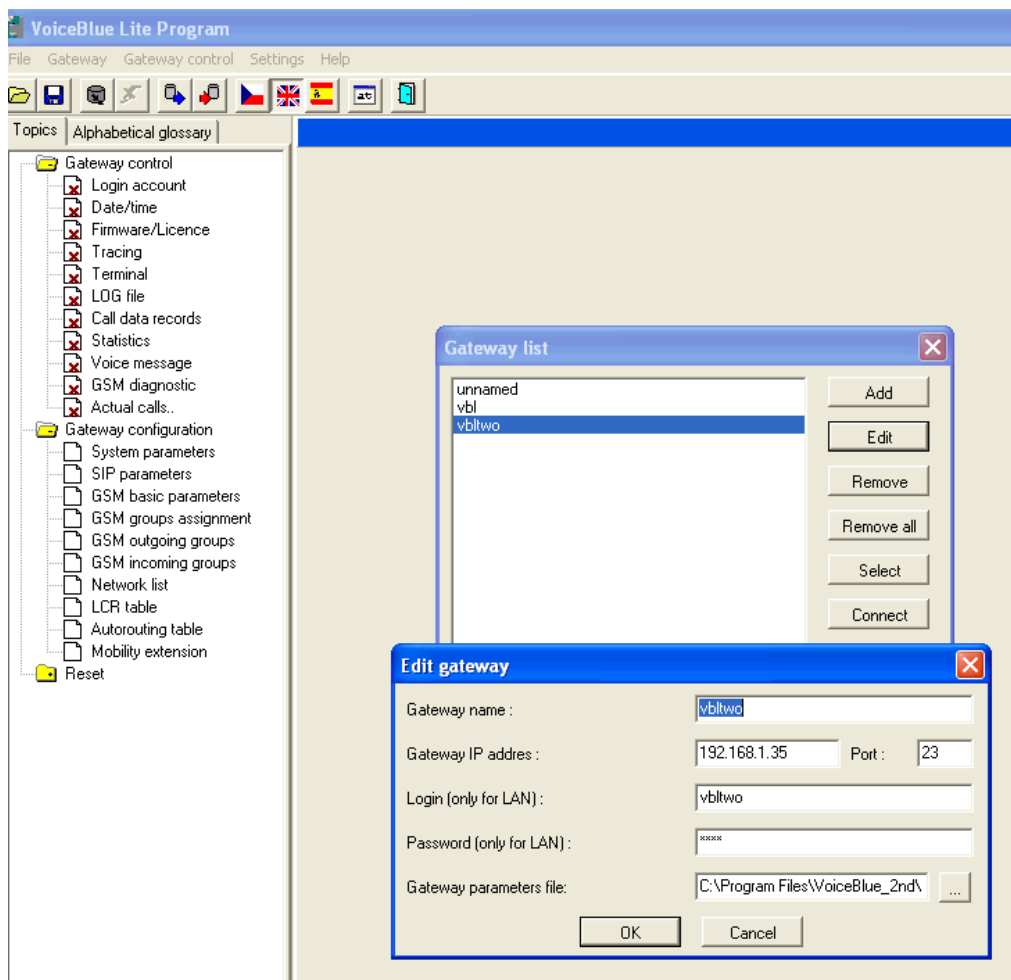 VoiceBlue Lite Program
File Gateway Gateway control Settings Help
at
Topics Alphabetical glossary
Gateway control
Login account
Date/time
Firmware/Licence
Tracing
Terminal
LOG file
Call data records
Statistics
Voice message
GSM diagnostic
Actual calls..
Gateway configuration
System parameters
SIP parameters
GSM basic parameters
GSM groups assignment
GSM outgoing groups
GSM incoming groups
Network list
LCR table
Autorouting table
Mobility extension
Reset
Gateway list
unnamed
vbl
vbltwo
Add
Edit
Remove
Remove all
Select
Connect
Edit gateway
Gateway name : vbltwo
Gateway IP addres : 192.168.1.35 Port : 23
Login (only for LAN) : vbltwo
Password (only for LAN) : ****
Gateway parameters file: C:\Program Files\VoiceBlue_2nd\ ...
OK Cancel